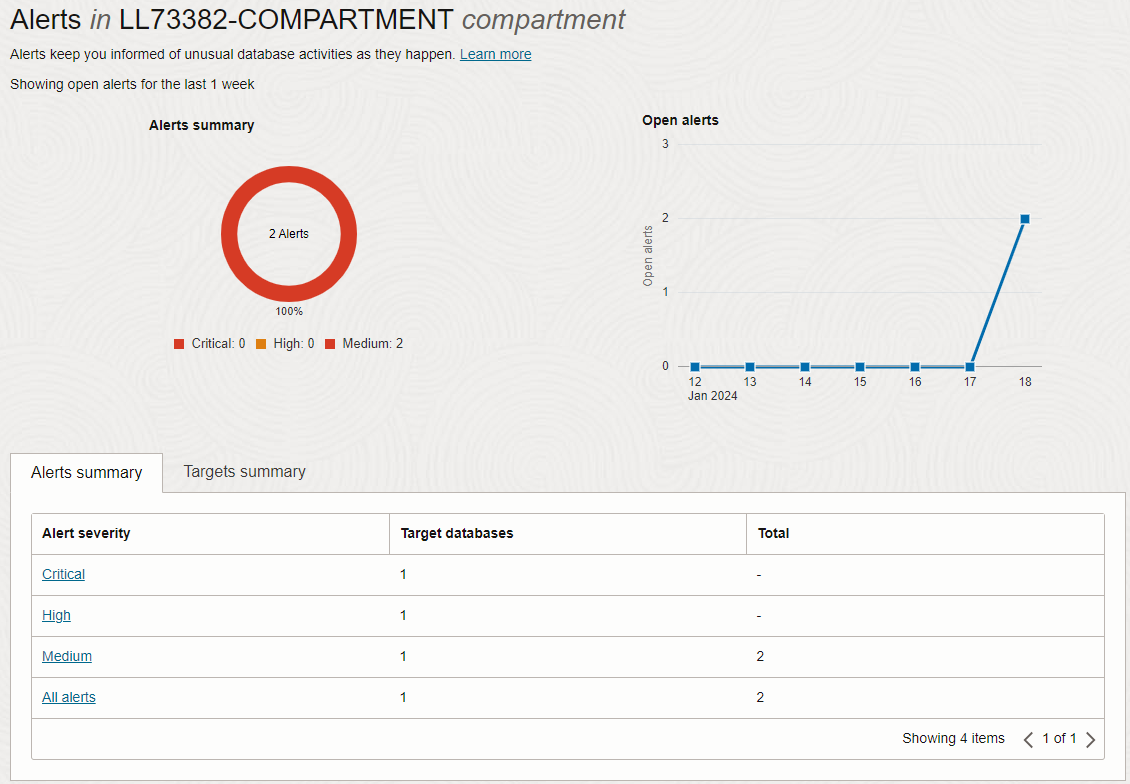 Alerts in LL73382-COMPARTMENT compartment
Alerts keep you informed of unusual database activities as they happen. Learn more
Showing open alerts for the last 1 week
Alerts summary
2 Alerts
100%
Critical: 0 High: 0 Medium: 2
Open alerts
3
2
1
0
Open alerts
12 13 14 15 16 17 18
Jan 2024
Alerts summary Targets summary
Alert severity Target databases Total
Critical 1 -
High 1 -
Medium 1 2
All alerts 1 2
Showing 4 items 1 of 1